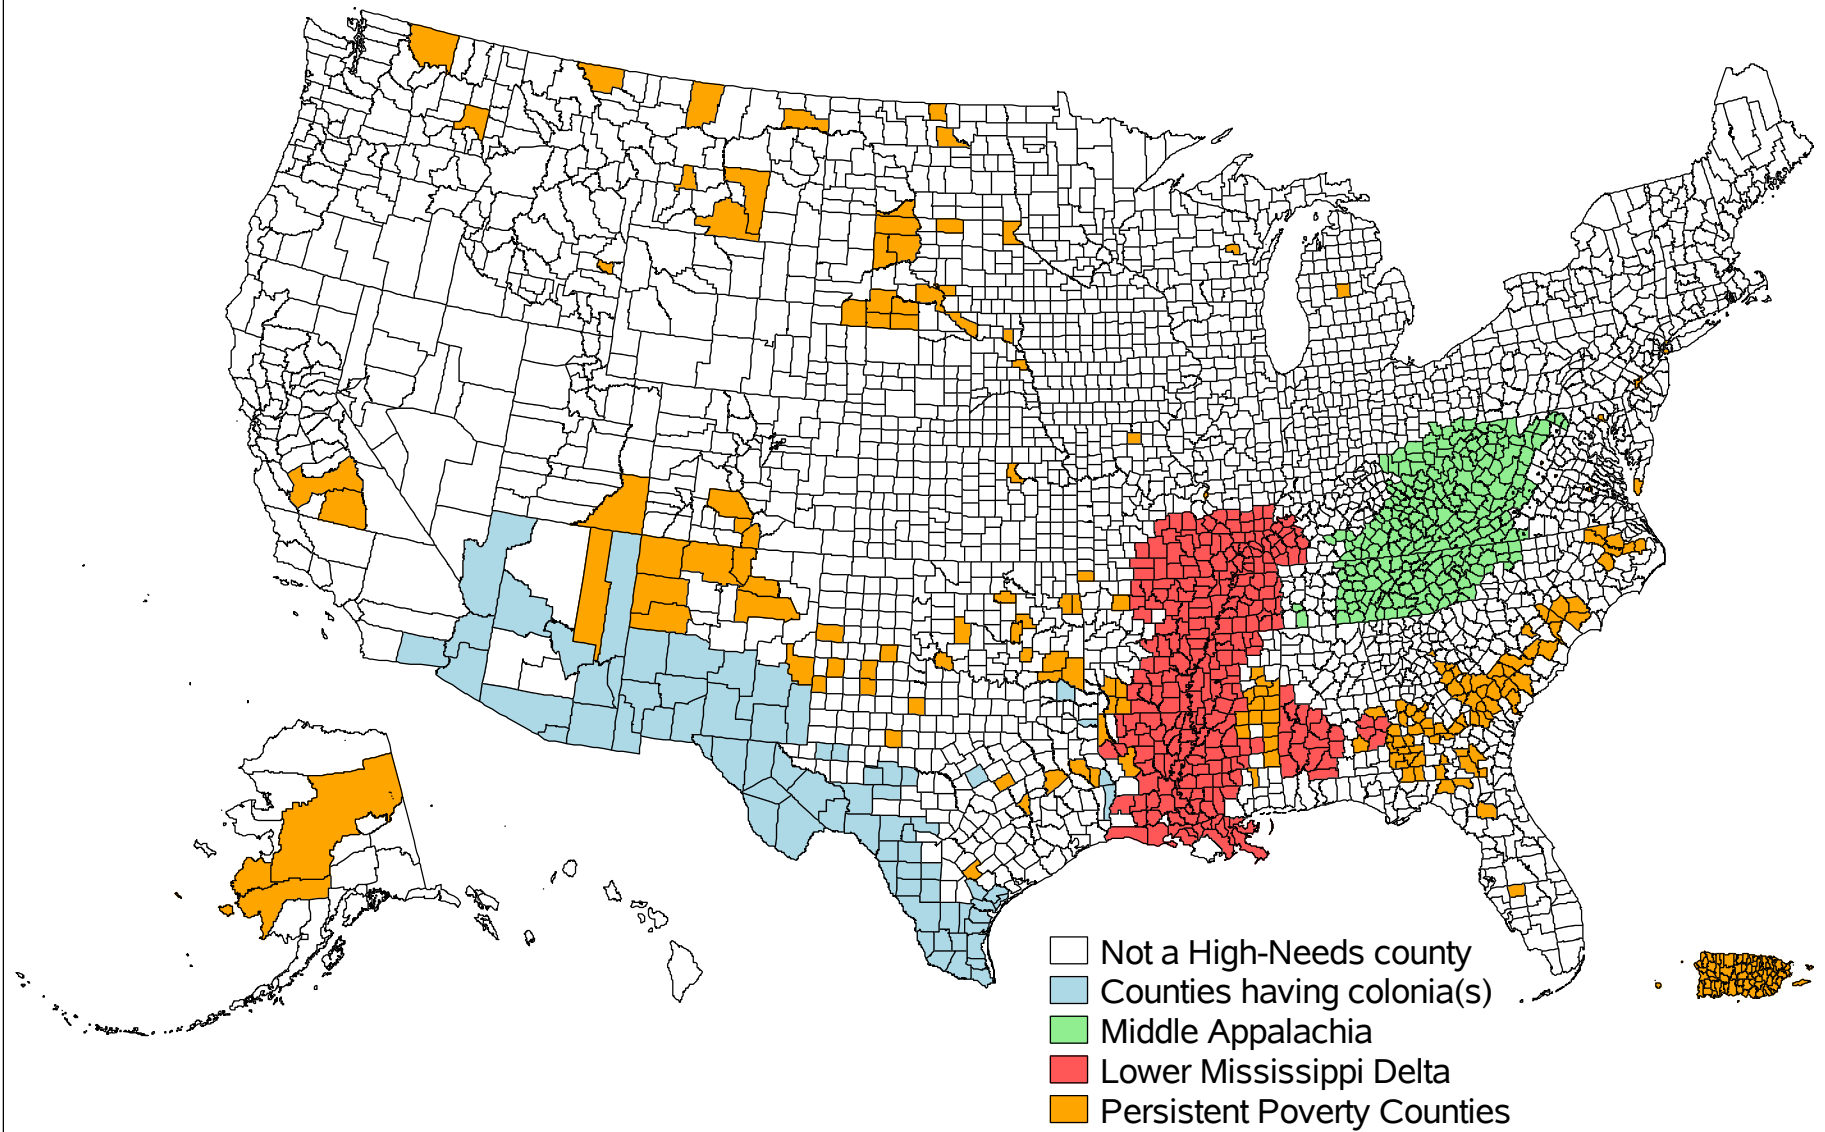 Not a High-Needs county
Counties having colonia(s)
Middle Appalachia
Lower Mississippi Delta
Persistent Poverty Counties